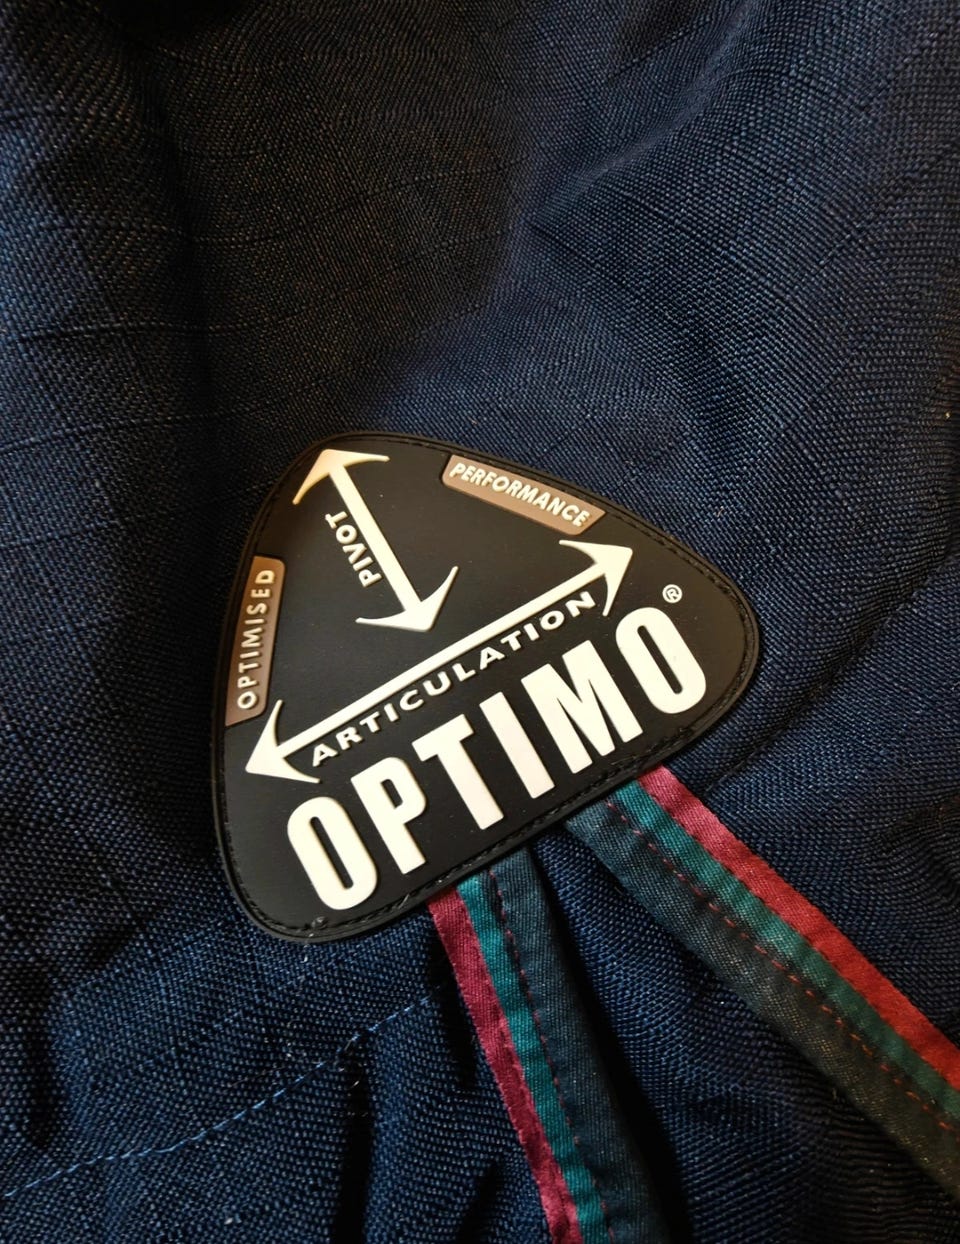 PERFORMANCE
PIVOT
OPTIMISED
ARTICULATION
OPTIMO®